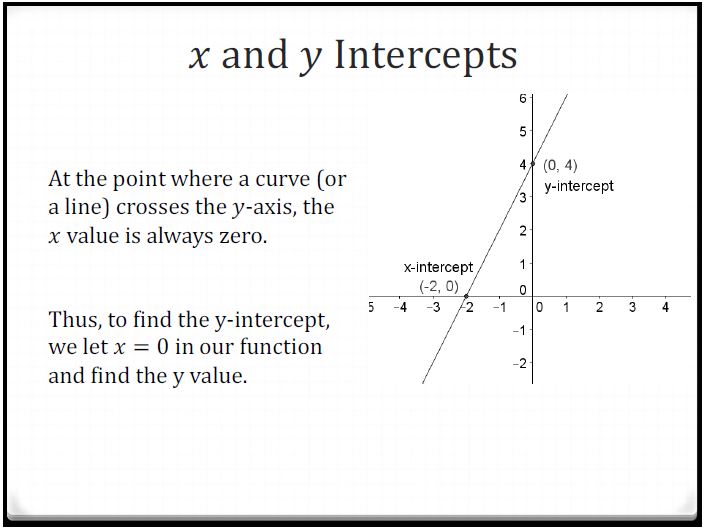 x and y Intercepts
At the point where a curve (or
a line) crosses the y-axis, the
x value is always zero.
Thus, to find the y-intercept,
we let x = 0 in our function
and find the y value.
6
5
4
(0, 4)
y-intercept
3
2
1
x-intercept
(-2, 0)
0
5 -4 -3 -2 -1 0 1 2 3 4
-1
-2